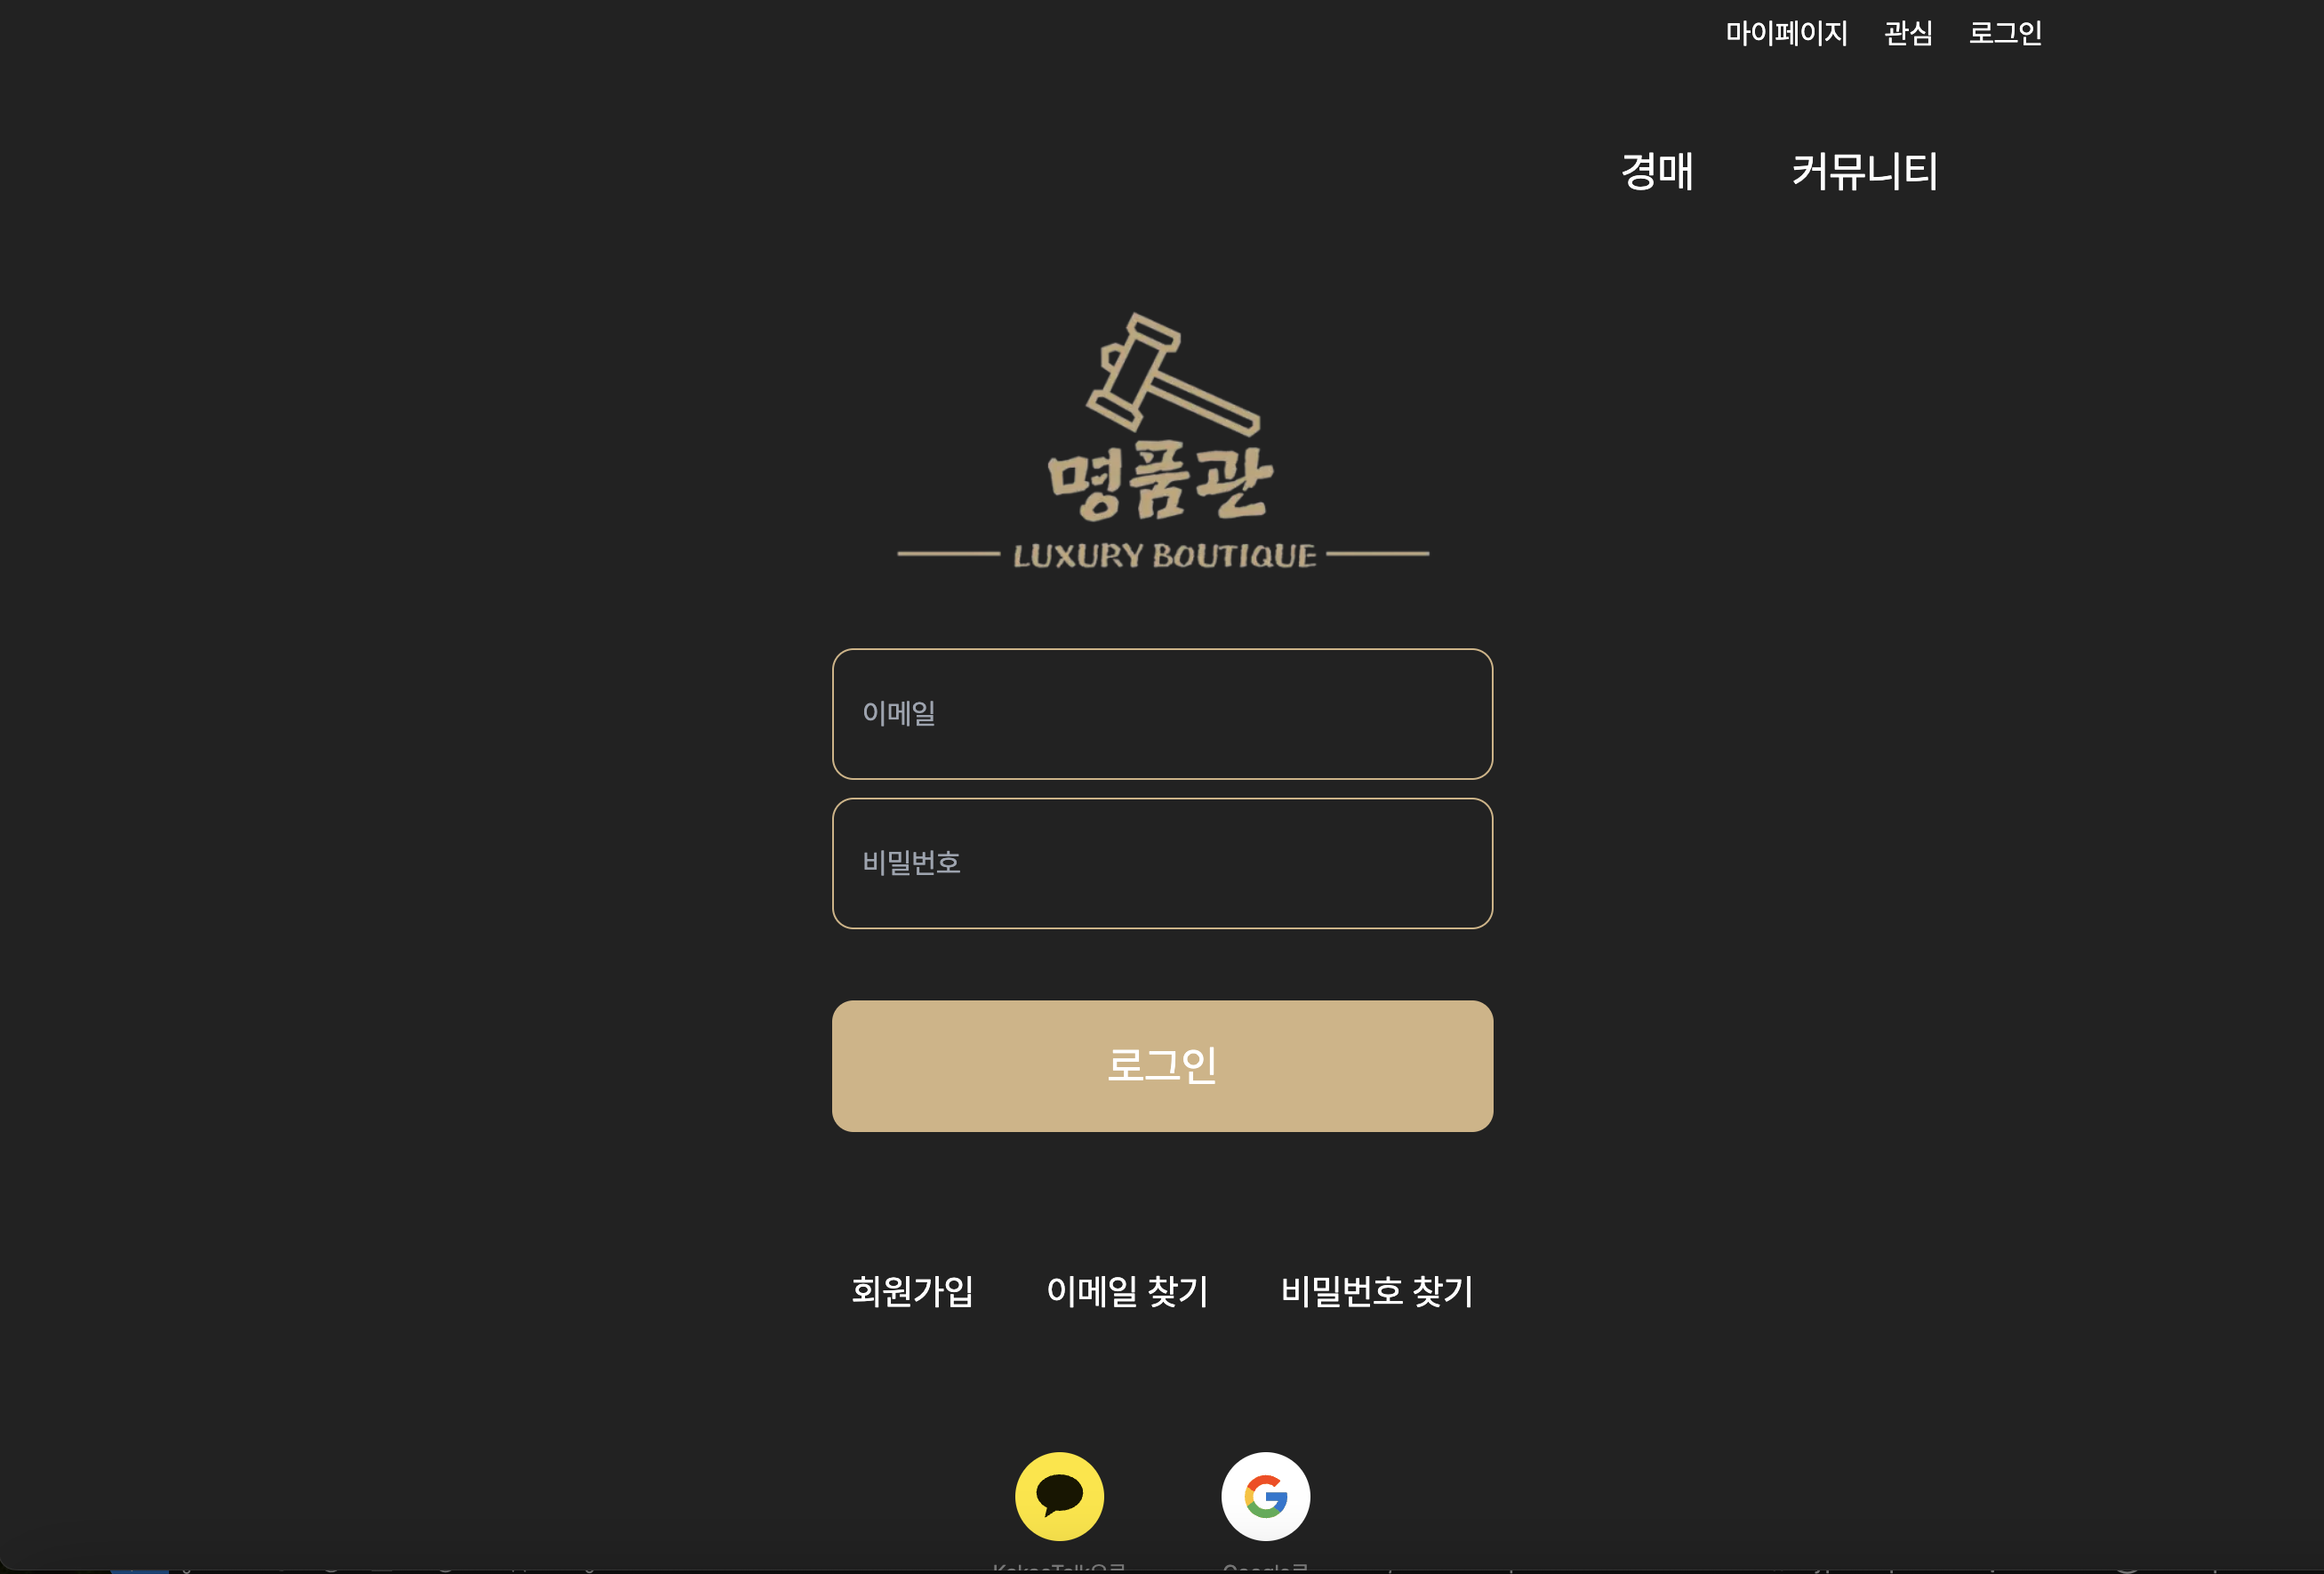 마이페이지 관심 로그인
경매 커뮤니티
명품관
LUXURY BOUTIQUE
이메일
비밀번호
로그인
회원가입 이메일 찾기 비밀번호 찾기